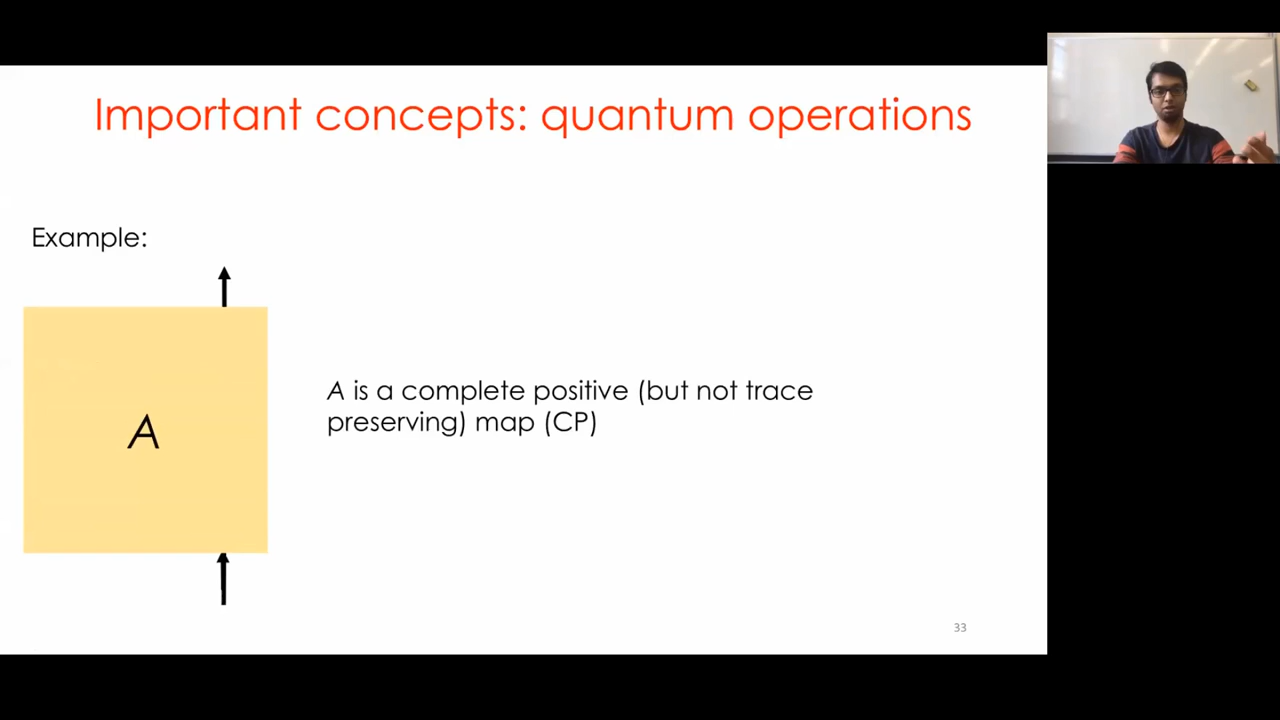 Important concepts: quantum operations
Example:
A
A is a complete positive (but not trace
preserving) map (CP)
33